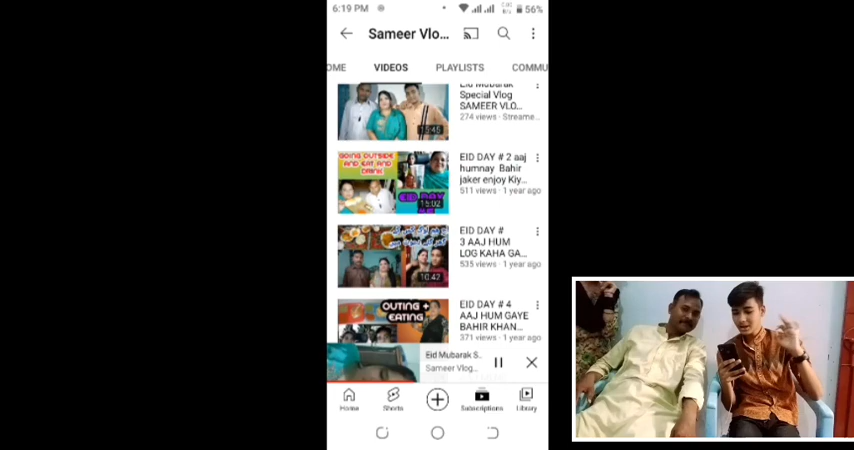 6:19 PM
56%
Sameer Vlo...
OME VIDEOS PLAYLISTS COMMU
Eid Mubarak
Special Vlog
SAMEER VLO...
274 views · Streame...
15:45
GOING OUTSIDE
AND EAT AND
DRINK
EID DAY
15:02
EID DAY # 2 aaj
humnay Bahir
jaker enjoy Kiy...
511 views · 1 year ago
10:42
EID DAY #
3 AAJ HUM
LOG KAHA GA...
535 views · 1 year ago
OUTING +
EATING
EID DAY # 4
AAJ HUM GAYE
BAHIR KHAN...
371 views · 1 year ago
Eid Mubarak S..
Sameer Vlog...
Home Shorts Subscriptions Library